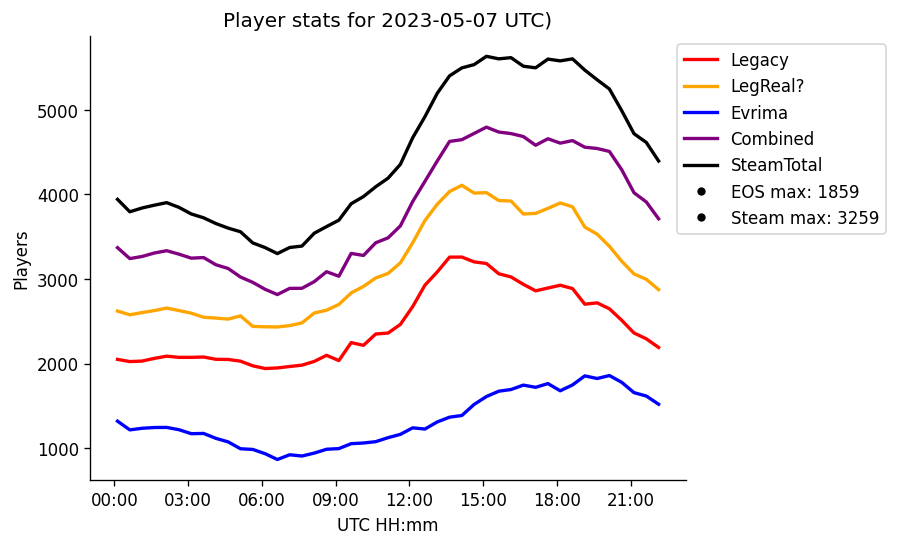 Player stats for 2023-05-07 UTC)
Legacy
LegReal?
Evrima
Combined
SteamTotal
EOS max: 1859
Steam max: 3259
Players
5000
4000
3000
2000
1000
00:00 03:00 06:00 09:00 12:00 15:00 18:00 21:00
UTC HH:mm